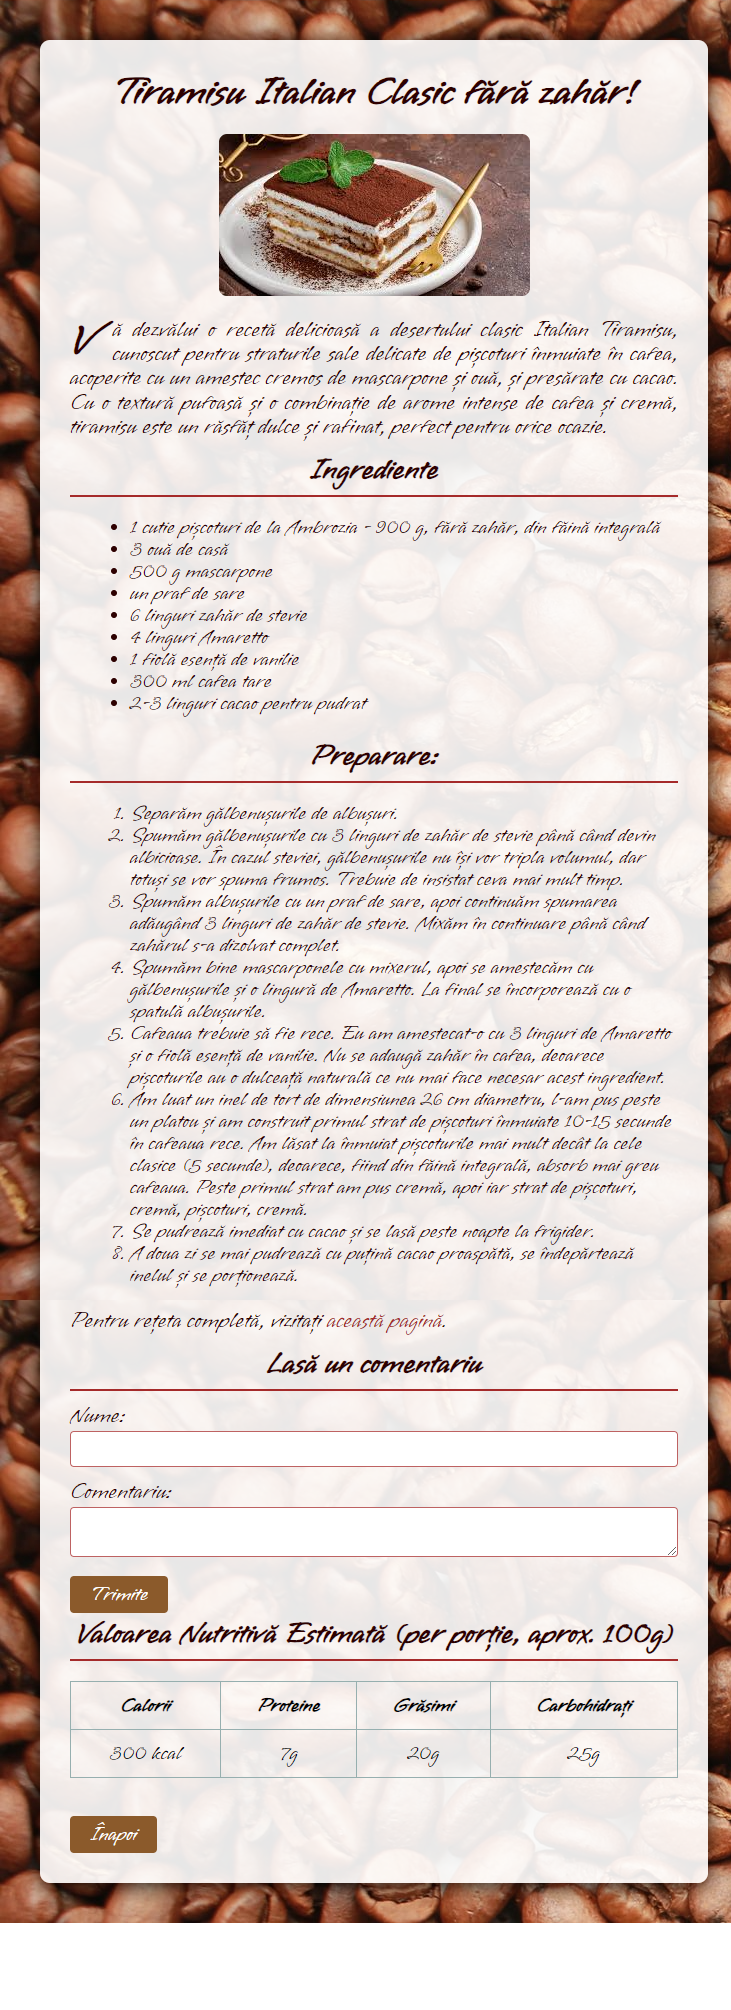 Tiramisu Italian Clasic fără zahăr!
Vă dezvălui o recetă delicioasă a desertului clasic Italian Tiramisu,
cunoscut pentru straturile sale delicate de pișcoturi înmuiate în cafea,
acoperite cu un amestec cremos de mascarpone și ouă, și presărate cu cacao.
Cu o textură pufoasă și o combinație de arome intense de cafea și cremă,
tiramisu este un răsfăț dulce și rafinat, perfect pentru orice ocazie.
Ingrediente
• 1 cutie pișcoturi de la Ambrozia - 900 g, fără zahăr, din făină integrală
• 3 ouă de casă
• 500 g mascarpone
• un praf de sare
• 6 linguri zahăr de stevie
• 4 linguri Amaretto
• 1 fiolă esență de vanilie
• 300 ml cafea tare
• 2-3 linguri cacao pentru pudrat
Preparare:
1. Separăm gălbenușurile de albușuri.
2. Spumăm gălbenușurile cu 3 linguri de zahăr de stevie până când devin
albicioase. În cazul steviei, gălbenușurile nu își vor tripla volumul, dar
totuși se vor spuma frumos. Trebuie de insistat ceva mai mult timp.
3. Spumăm albușurile cu un praf de sare, apoi continuăm spumarea
adăugând 3 linguri de zahăr de stevie. Mixăm în continuare până când
zahărul s-a dizolvat complet.
4. Spumăm bine mascarponele cu mixerul, apoi se amestecăm cu
gălbenușurile și o lingură de Amaretto. La final se încorporează cu o
spatulă albușurile.
5. Cafeaua trebuie să fie rece. Eu am amestecat-o cu 3 linguri de Amaretto
și o fiolă esență de vanilie. Nu se adaugă zahăr în cafea, deoarece
pișcoturile au o dulceață naturală ce nu mai face necesar acest ingredient.
6. Am luat un inel de tort de dimensiunea 26 cm diametru, l-am pus peste
un platou și am construit primul strat de pișcoturi înmuiate 10-15 secunde
în cafeaua rece. Am lăsat la înmuiat pișcoturile mai mult decât la cele
clasice (5 secunde), deoarece, fiind din făină integrală, absorb mai greu
cafeaua. Peste primul strat am pus cremă, apoi iar strat de pișcoturi,
cremă, pișcoturi, cremă.
7. Se pudrează imediat cu cacao și se lasă peste noapte la frigider.
8. A doua zi se mai pudrează cu puțină cacao proaspătă, se îndepărtează
inelul și se porționează.
Pentru rețeta completă, vizitați această pagină.
Lasă un comentariu
Nume:
Comentariu:
Trimite
Valoarea Nutritivă Estimată (per porție, aprox. 100g)
Calorii Proteine Grăsimi Carbohidrați
300 kcal 7g 20g 25g
Înapoi